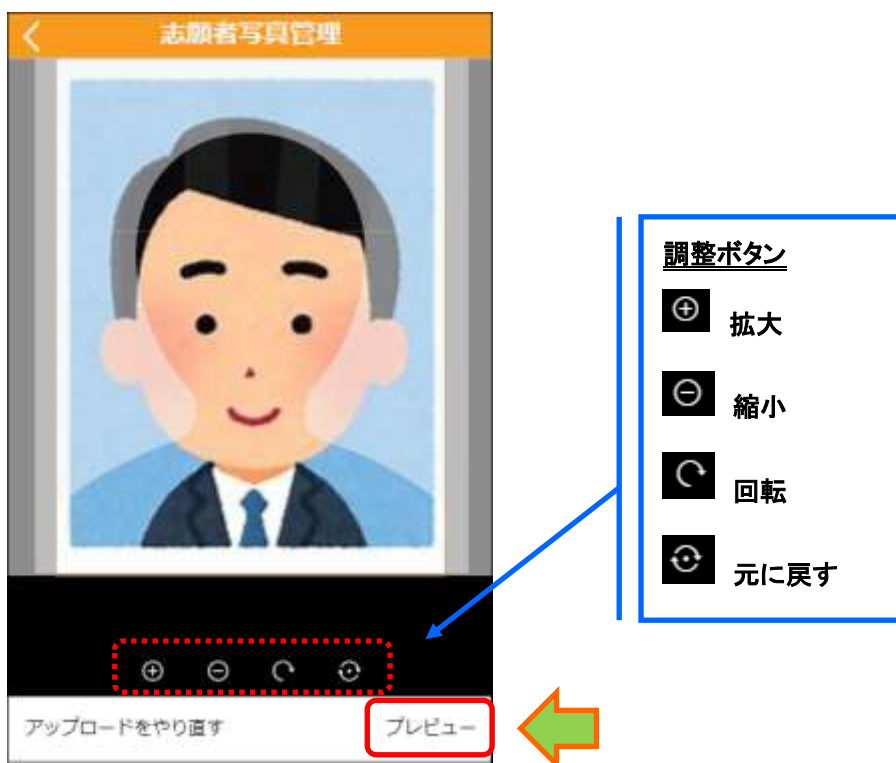 志願者写真管理
調整ボタン
拡大
縮小
回転
元に戻す
アップロードをやり直す
プレビュー